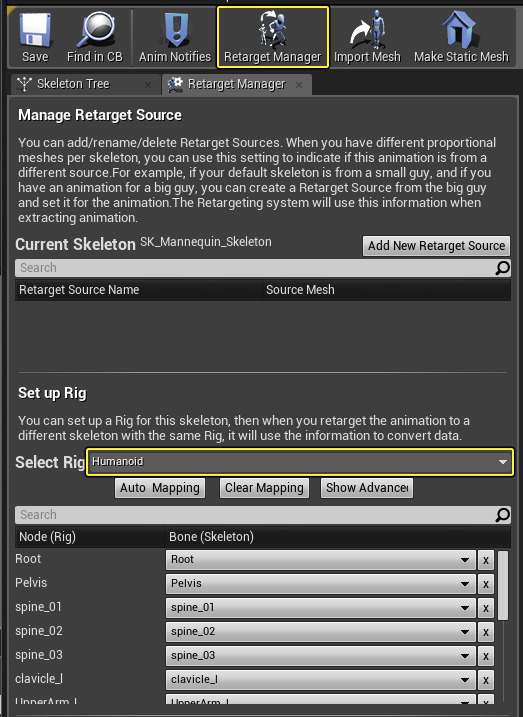 Save Find in CB Anim Notifies Retarget Manager Import Mesh Make Static Mesh
Skeleton Tree Retarget Manager
Manage Retarget Source
You can add/rename/delete Retarget Sources. When you have different proportional
meshes per skeleton, you can use this setting to indicate if this animation is from a
different source.For example, if your default skeleton is from a small guy, and if you
have an animation for a big guy, you can create a Retarget Source from the big guy
and set it for the animation.The Retargeting system will use this information when
extracting animation.
Current Skeleton SK_Mannequin_Skeleton Add New Retarget Source
Search
Retarget Source Name Source Mesh
Set up Rig
You can set up a Rig for this skeleton, then when you retarget the animation to a
different skeleton with the same Rig, it will use the information to convert data.
Select Rig Humanoid
Auto Mapping Clear Mapping Show Advanced
Search
Node (Rig) Bone (Skeleton)
Root Root x
Pelvis Pelvis x
spine_01 spine_01 x
spine_02 spine_02 x
spine_03 spine_03 x
clavicle_l clavicle_l x
UpperArm_l UpperArm_l